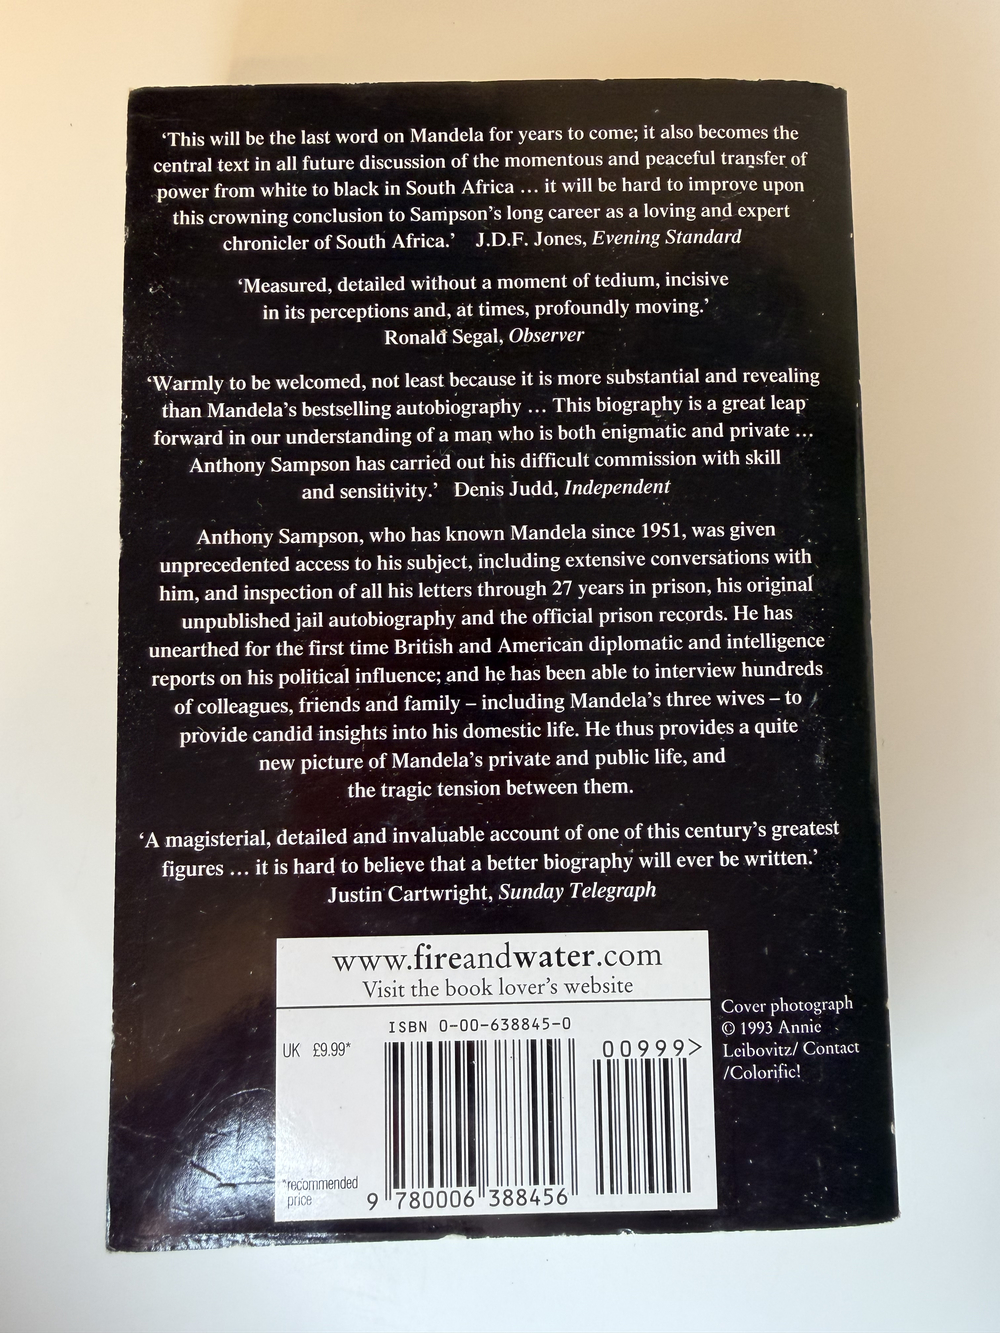 ‘This will be the last word on Mandela for years to come; it also becomes the
central text in all future discussion of the momentous and peaceful transfer of
power from white to black in South Africa ... it will be hard to improve upon
this crowning conclusion to Sampson’s long career as a loving and expert
chronicler of South Africa.’ J.D.F. Jones, Evening Standard
‘Measured, detailed without a moment of tedium, incisive
in its perceptions and, at times, profoundly moving.’
Ronald Segal, Observer
‘Warmly to be welcomed, not least because it is more substantial and revealing
than Mandela’s bestselling autobiography ... This biography is a great leap
forward in our understanding of a man who is both enigmatic and private ...
Anthony Sampson has carried out his difficult commission with skill
and sensitivity.’ Denis Judd, Independent
Anthony Sampson, who has known Mandela since 1951, was given
unprecedented access to his subject, including extensive conversations with
him, and inspection of all his letters through 27 years in prison, his original
unpublished jail autobiography and the official prison records. He has
unearthed for the first time British and American diplomatic and intelligence
reports on his political influence; and he has been able to interview hundreds
of colleagues, friends and family – including Mandela’s three wives – to
provide candid insights into his domestic life. He thus provides a quite
new picture of Mandela’s private and public life, and
the tragic tension between them.
‘A magisterial, detailed and invaluable account of one of this century’s greatest
figures ... it is hard to believe that a better biography will ever be written.’
Justin Cartwright, Sunday Telegraph
www.fireandwater.com
Visit the book lover’s website
ISBN 0-00-638845-0
UK £9.99*
00999>
*recommended
price
9 780006 388456
Cover photograph
© 1993 Annie
Leibovitz/ Contact
/Colorific!